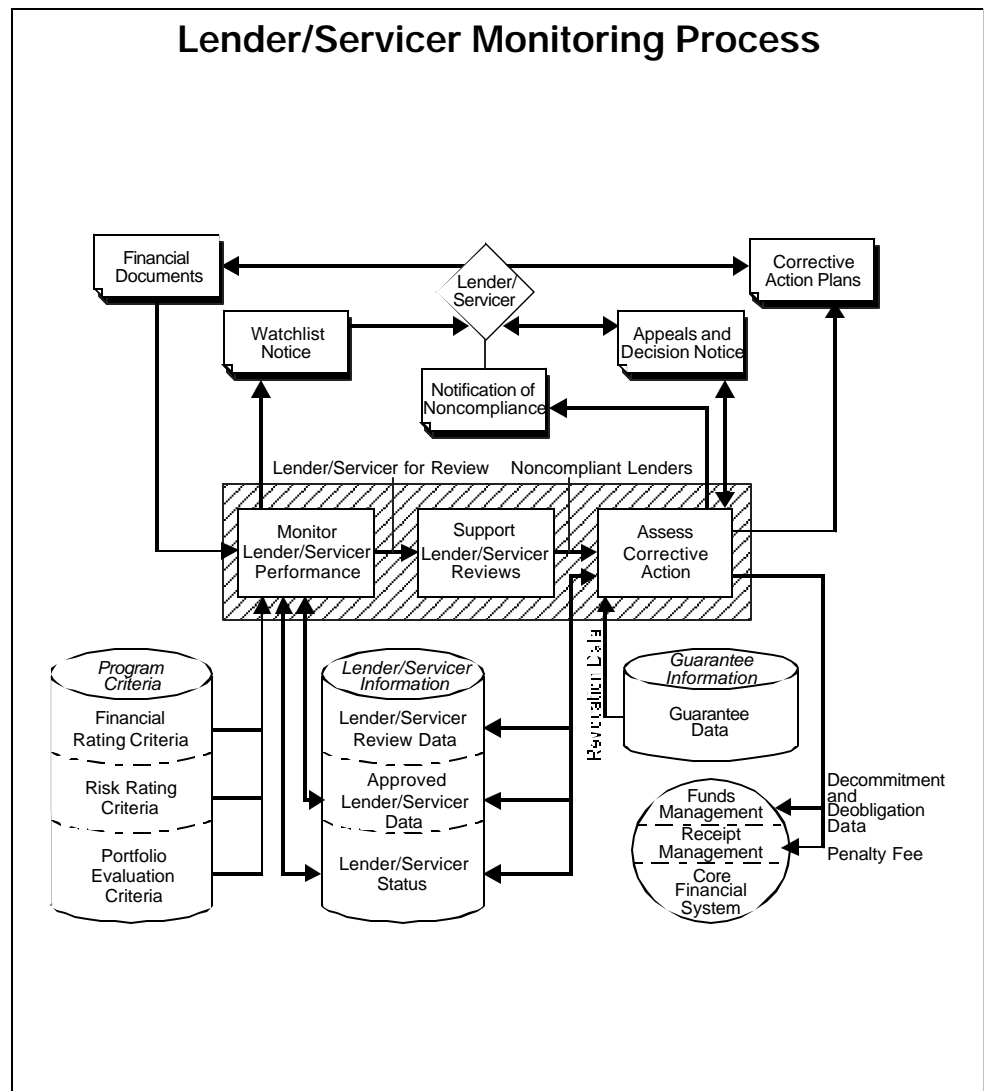 Lender/Servicer Monitoring Process
Financial
Documents
Lender/
Servicer
Corrective
Action Plans
Watchlist
Notice
Appeals and
Decision Notice
Notification of
Noncompliance
Lender/Servicer for Review
Noncompliant Lenders
Monitor
Lender/Servicer
Performance
Support
Lender/Servicer
Reviews
Assess
Corrective
Action
Program
Criteria
Financial
Rating Criteria
Risk Rating
Criteria
Portfolio
Evaluation
Criteria
Lender/Servicer
Information
Lender/Servicer
Review Data
Approved
Lender/Servicer
Data
Lender/Servicer
Status
Guarantee
Information
Guarantee
Data
Funds
Management
Receipt
Management
Core
Financial
System
Decommitment
and
Deobligation
Data
Penalty Fee